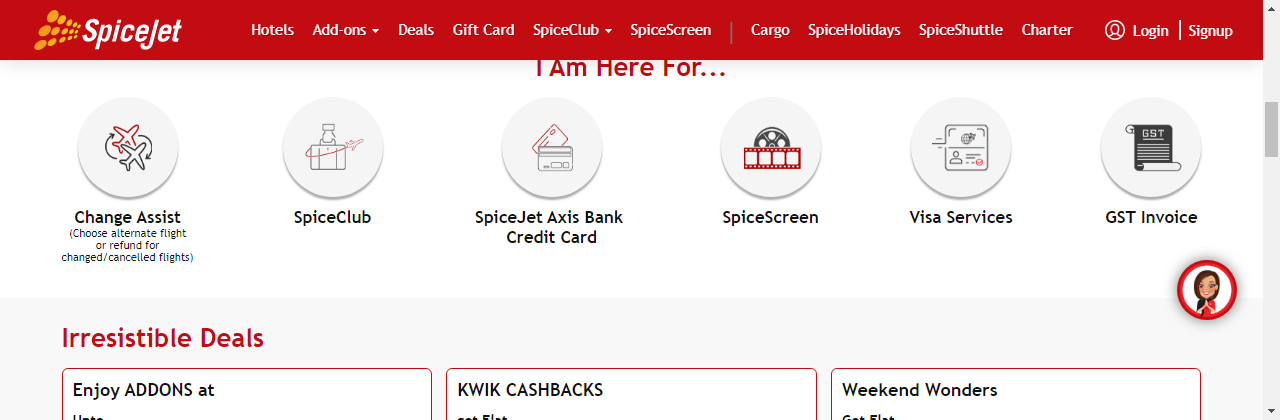 SpiceJet
Hotels Add-ons Deals Gift Card SpiceClub SpiceScreen | Cargo SpiceHolidays SpiceShuttle Charter Login | Signup
I Am Here For...
GST
Change Assist
(Choose alternate flight
or refund for
changed/cancelled flights)
SpiceClub
SpiceJet Axis Bank
Credit Card
SpiceScreen
Visa Services
GST Invoice
Irresistible Deals
Enjoy ADDONS at
Upto
KWIK CASHBACKS
get Flat
Weekend Wonders
Get Flat